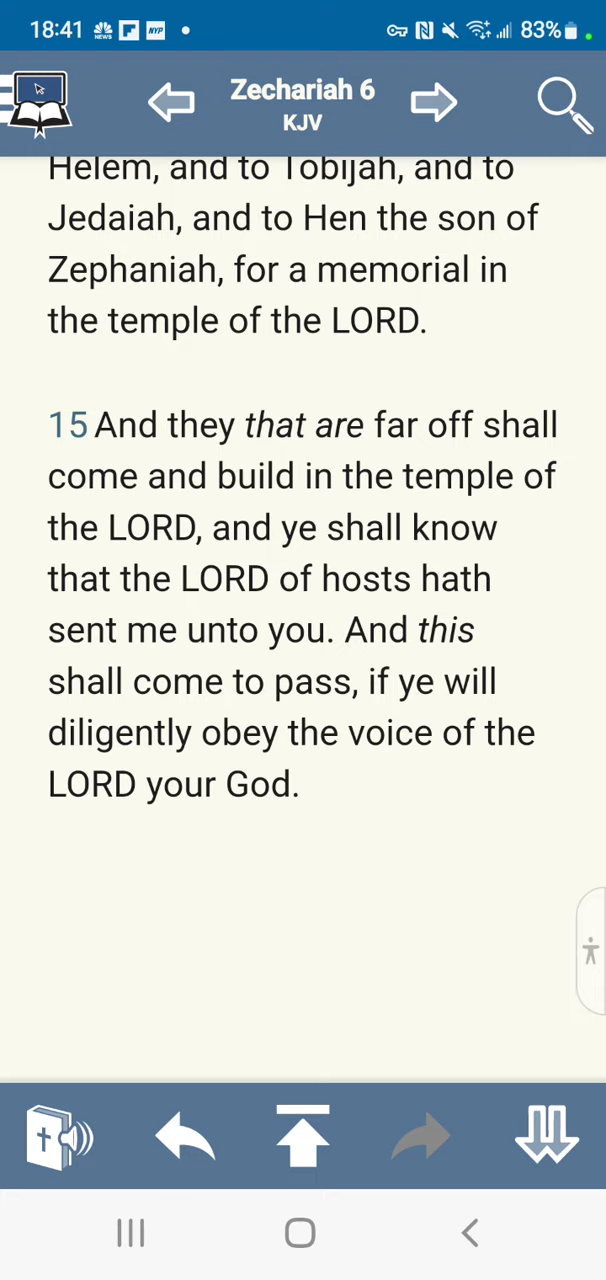 18:41 NEWS NYP 83%
Zechariah 6
KJV
Helem, and to Tobijah, and to
Jedaiah, and to Hen the son of
Zephaniah, for a memorial in
the temple of the LORD.
15 And they that are far off shall
come and build in the temple of
the LORD, and ye shall know
that the LORD of hosts hath
sent me unto you. And this
shall come to pass, if ye will
diligently obey the voice of the
LORD your God.